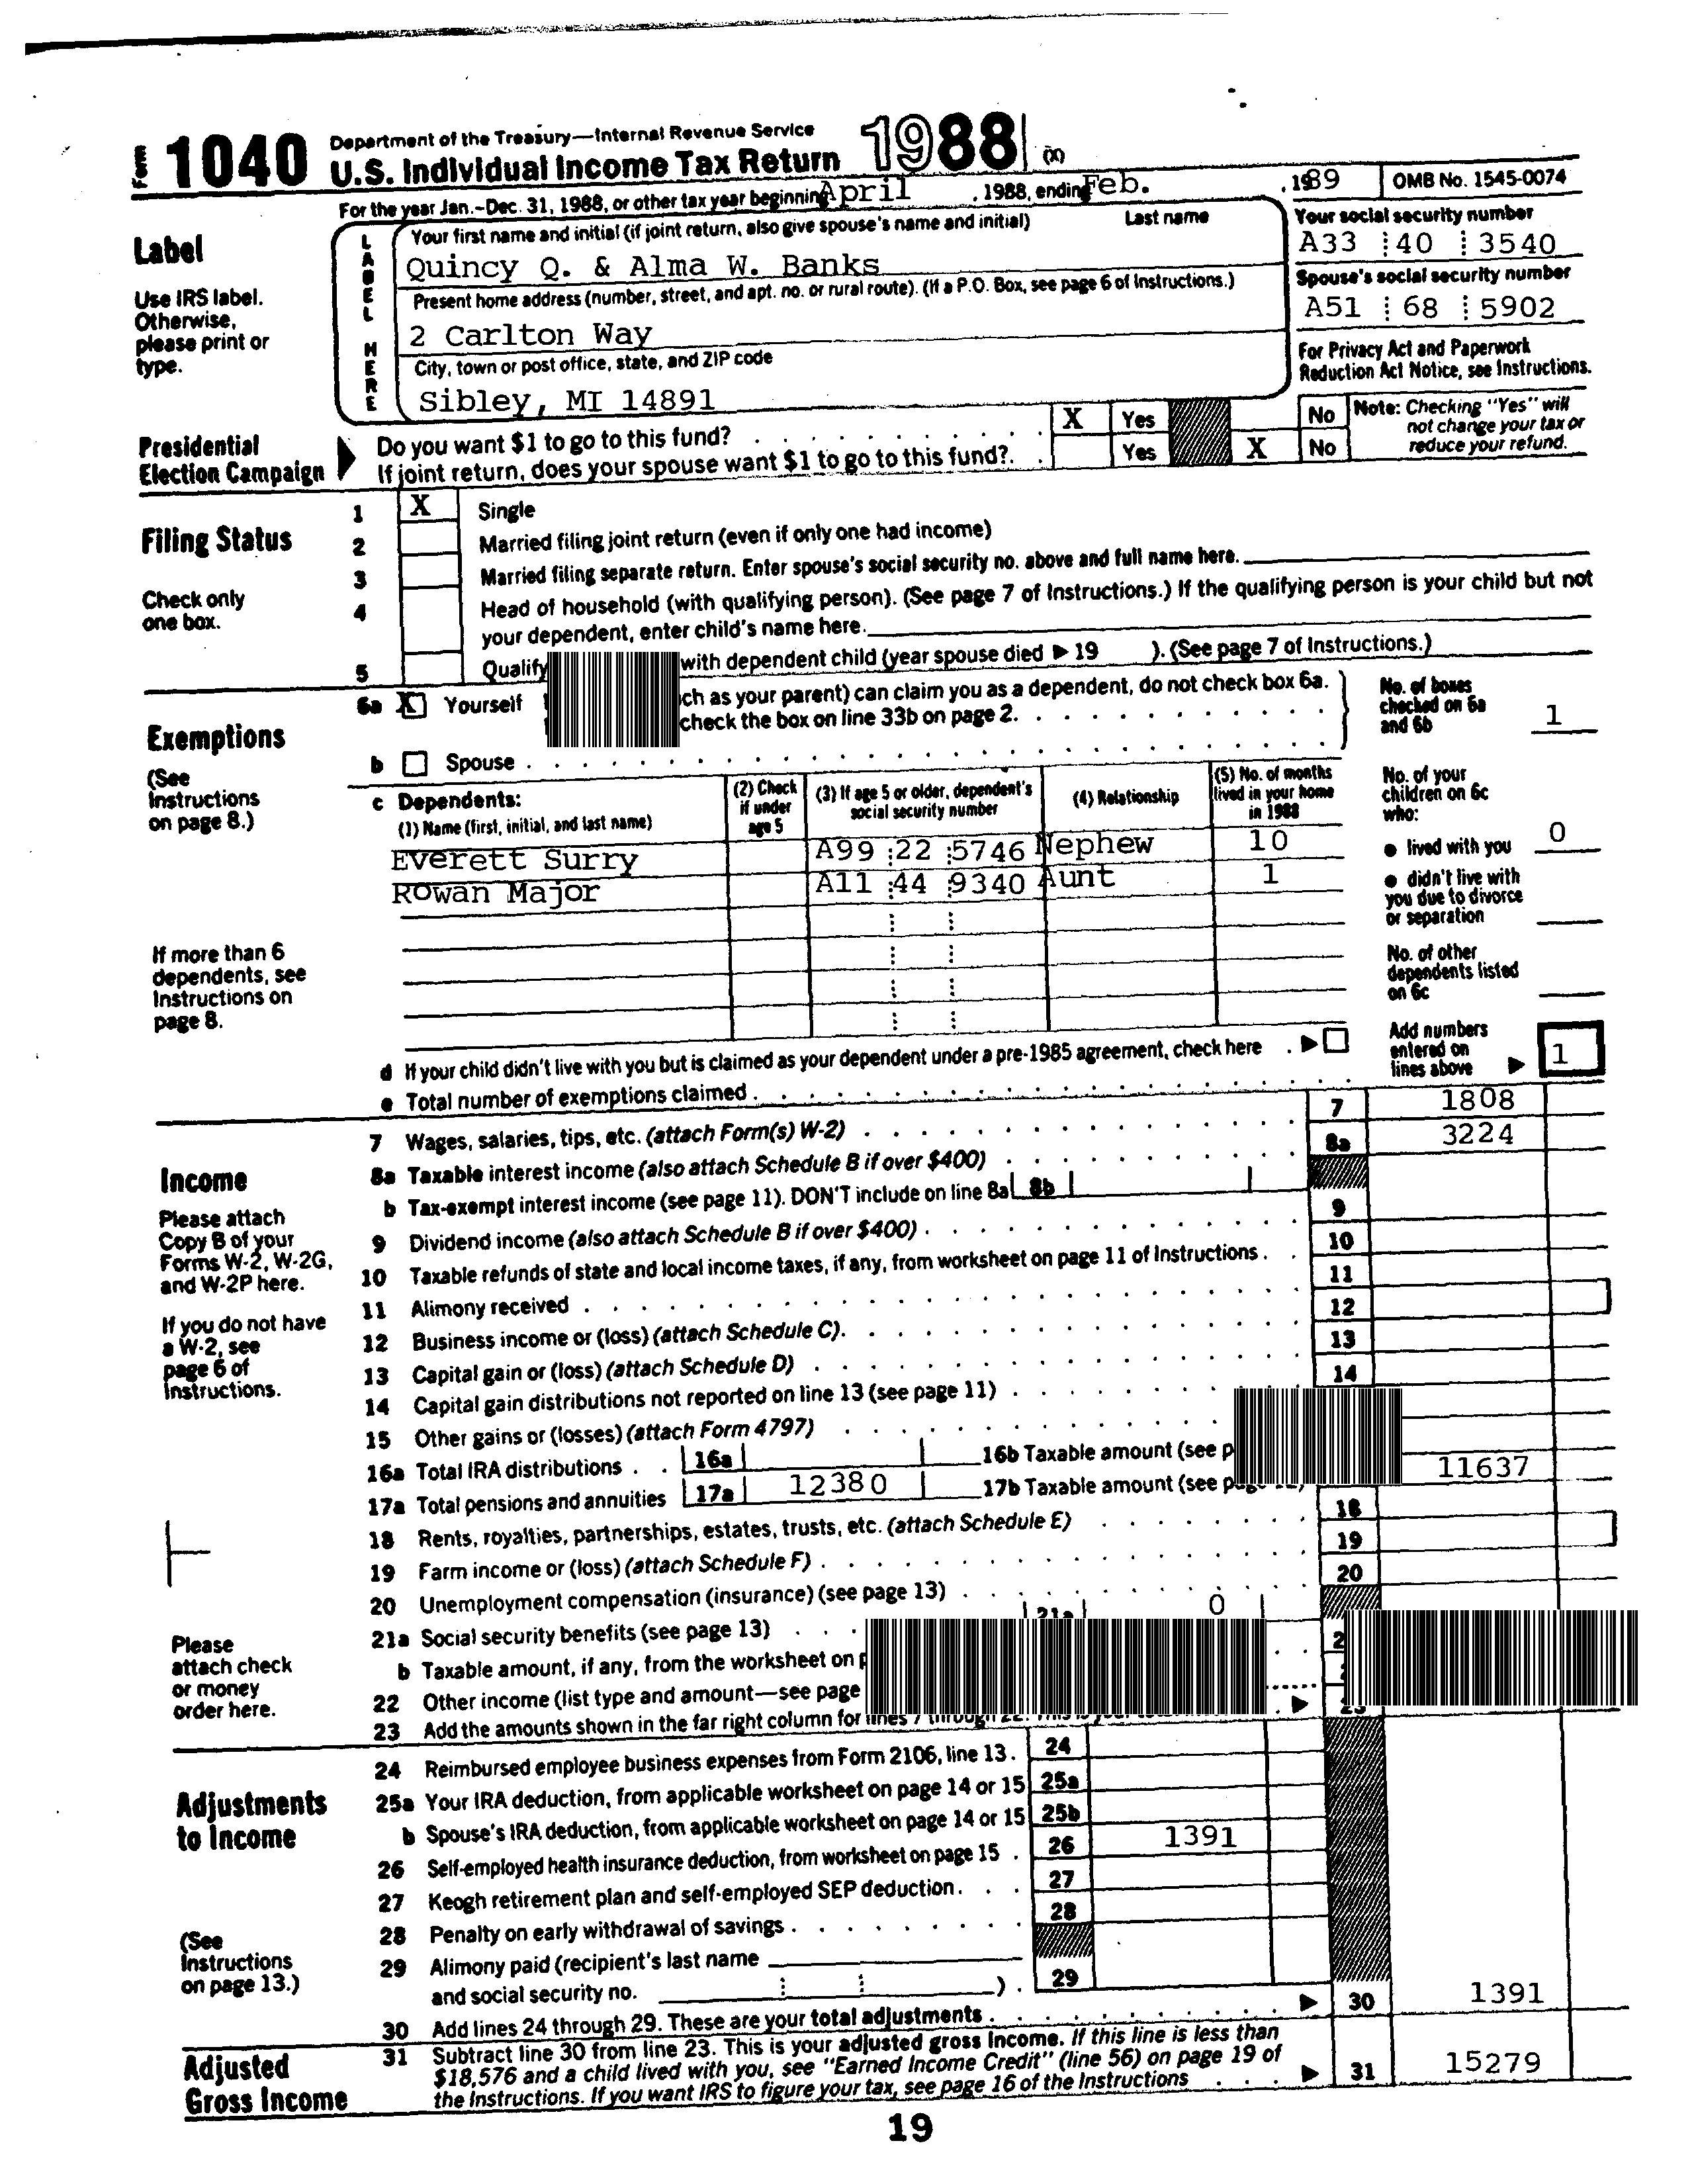 Form 1040 Department of the Treasury—Internal Revenue Service
U.S. Individual Income Tax Return 1988 (X)
For the year Jan.–Dec. 31, 1988, or other tax year beginning April , 1988, ending Feb. , 1989 OMB No. 1545-0074
Label
Use IRS label.
Otherwise,
please print or
type.
LABEL HERE
Your first name and initial (if joint return, also give spouse's name and initial) Last name
Quincy Q. & Alma W. Banks
Present home address (number, street, and apt. no. or rural route). (If a P.O. Box, see page 6 of Instructions.)
2 Carlton Way
City, town or post office, state, and ZIP code
Sibley, MI 14891
Your social security number
A33 40 3540
Spouse's social security number
A51 68 5902
For Privacy Act and Paperwork
Reduction Act Notice, see Instructions.
Presidential
Election Campaign
Do you want $1 to go to this fund? X Yes No
If joint return, does your spouse want $1 to go to this fund? Yes X No
Note: Checking "Yes" will
not change your tax or
reduce your refund.
Filing Status
Check only
one box.
1 X Single
2 Married filing joint return (even if only one had income)
3 Married filing separate return. Enter spouse's social security no. above and full name here.
4 Head of household (with qualifying person). (See page 7 of Instructions.) If the qualifying person is your child but not
your dependent, enter child's name here.
5 Qualify with dependent child (year spouse died ▶ 19 ). (See page 7 of Instructions.)
Exemptions
(See
Instructions
on page 8.)
6a X Yourself ch as your parent) can claim you as a dependent, do not check box 6a.
check the box on line 33b on page 2.
b Spouse
No. of boxes
checked on 6a
and 6b 1
c Dependents:
(1) Name (first, initial, and last name)
(2) Check
if under
age 5
(3) If age 5 or older, dependent's
social security number
(4) Relationship
(5) No. of months
lived in your home
in 1988
Everett Surry A99 22 5746 Nephew 10
Rowan Major A11 44 9340 Aunt 1
No. of your
children on 6c
who:
● lived with you 0
● didn't live with
you due to divorce
or separation
No. of other
dependents listed
on 6c
If more than 6
dependents, see
Instructions on
page 8.
d If your child didn't live with you but is claimed as your dependent under a pre-1985 agreement, check here ▶
e Total number of exemptions claimed
Add numbers
entered on
lines above ▶ 1
Income
Please attach
Copy B of your
Forms W-2, W-2G,
and W-2P here.
If you do not have
a W-2, see
page 6 of
Instructions.
Please
attach check
or money
order here.
7 Wages, salaries, tips, etc. (attach Form(s) W-2) 7 1808
8a Taxable interest income (also attach Schedule B if over $400) 8a 3224
b Tax-exempt interest income (see page 11). DON'T include on line 8a 8b
9 Dividend income (also attach Schedule B if over $400) 9
10 Taxable refunds of state and local income taxes, if any, from worksheet on page 11 of Instructions 10
11 Alimony received 11
12 Business income or (loss) (attach Schedule C) 12
13 Capital gain or (loss) (attach Schedule D) 13
14 Capital gain distributions not reported on line 13 (see page 11) 14
15 Other gains or (losses) (attach Form 4797)
16a Total IRA distributions 16a 16b Taxable amount (see p
17a Total pensions and annuities 17a 12380 17b Taxable amount (see 11637
18 Rents, royalties, partnerships, estates, trusts, etc. (attach Schedule E) 18
19 Farm income or (loss) (attach Schedule F) 19
20 Unemployment compensation (insurance) (see page 13) 20
21a Social security benefits (see page 13) 21a 0
b Taxable amount, if any, from the worksheet on
22 Other income (list type and amount—see page
23 Add the amounts shown in the far right column for lines 7 through 22. ▶ 23
Adjustments
to Income
(See
Instructions
on page 13.)
24 Reimbursed employee business expenses from Form 2106, line 13. 24
25a Your IRA deduction, from applicable worksheet on page 14 or 15 25a
b Spouse's IRA deduction, from applicable worksheet on page 14 or 15 25b
26 Self-employed health insurance deduction, from worksheet on page 15 26 1391
27 Keogh retirement plan and self-employed SEP deduction 27
28 Penalty on early withdrawal of savings 28
29 Alimony paid (recipient's last name
and social security no. ) 29
30 Add lines 24 through 29. These are your total adjustments ▶ 30 1391
Adjusted
Gross Income
31 Subtract line 30 from line 23. This is your adjusted gross income. If this line is less than
$18,576 and a child lived with you, see "Earned Income Credit" (line 56) on page 19 of
the Instructions. If you want IRS to figure your tax, see page 16 of the Instructions ▶ 31 15279
19